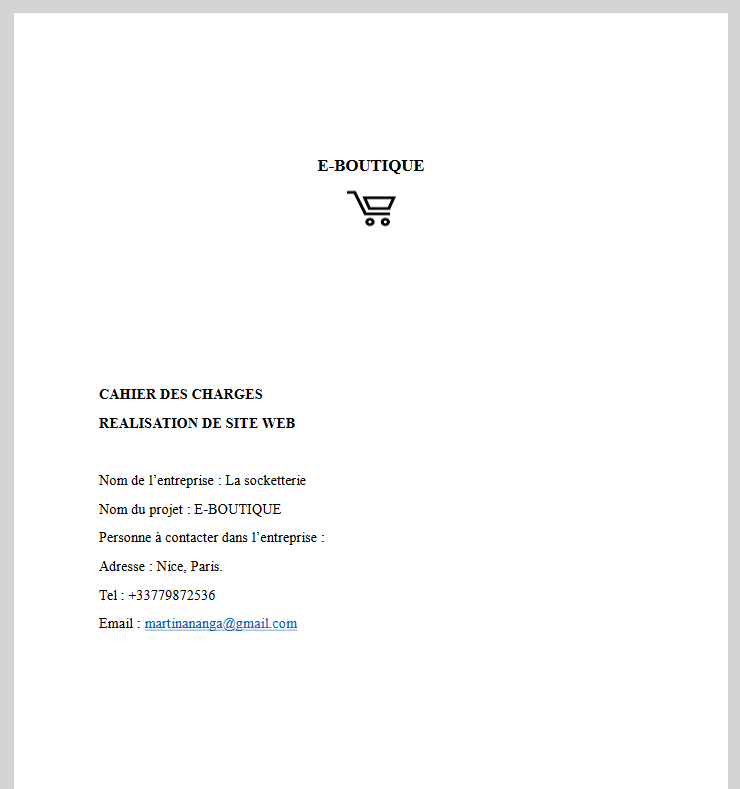 E-BOUTIQUE
CAHIER DES CHARGES
REALISATION DE SITE WEB
Nom de l’entreprise : La socketterie
Nom du projet : E-BOUTIQUE
Personne à contacter dans l’entreprise :
Adresse : Nice, Paris.
Tel : +33779872536
Email : martinananga@gmail.com